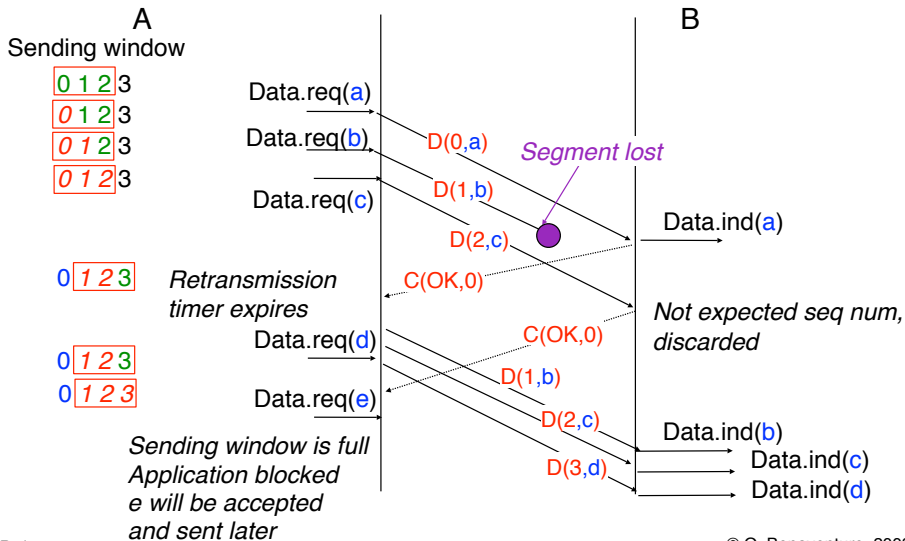 A
B
Sending window
0 1 2 3
0 1 2 3
0 1 2 3
0 1 2 3
Data.req(a)
Data.req(b)
Data.req(c)
D(0,a)
D(1,b)
D(2,c)
Segment lost
Data.ind(a)
C(OK,0)
0 1 2 3
Retransmission
timer expires
Not expected seq num,
discarded
C(OK,0)
Data.req(d)
0 1 2 3
0 1 2 3
Data.req(e)
D(1,b)
D(2,c)
D(3,d)
Data.ind(b)
Data.ind(c)
Data.ind(d)
Sending window is full
Application blocked
e will be accepted
and sent later